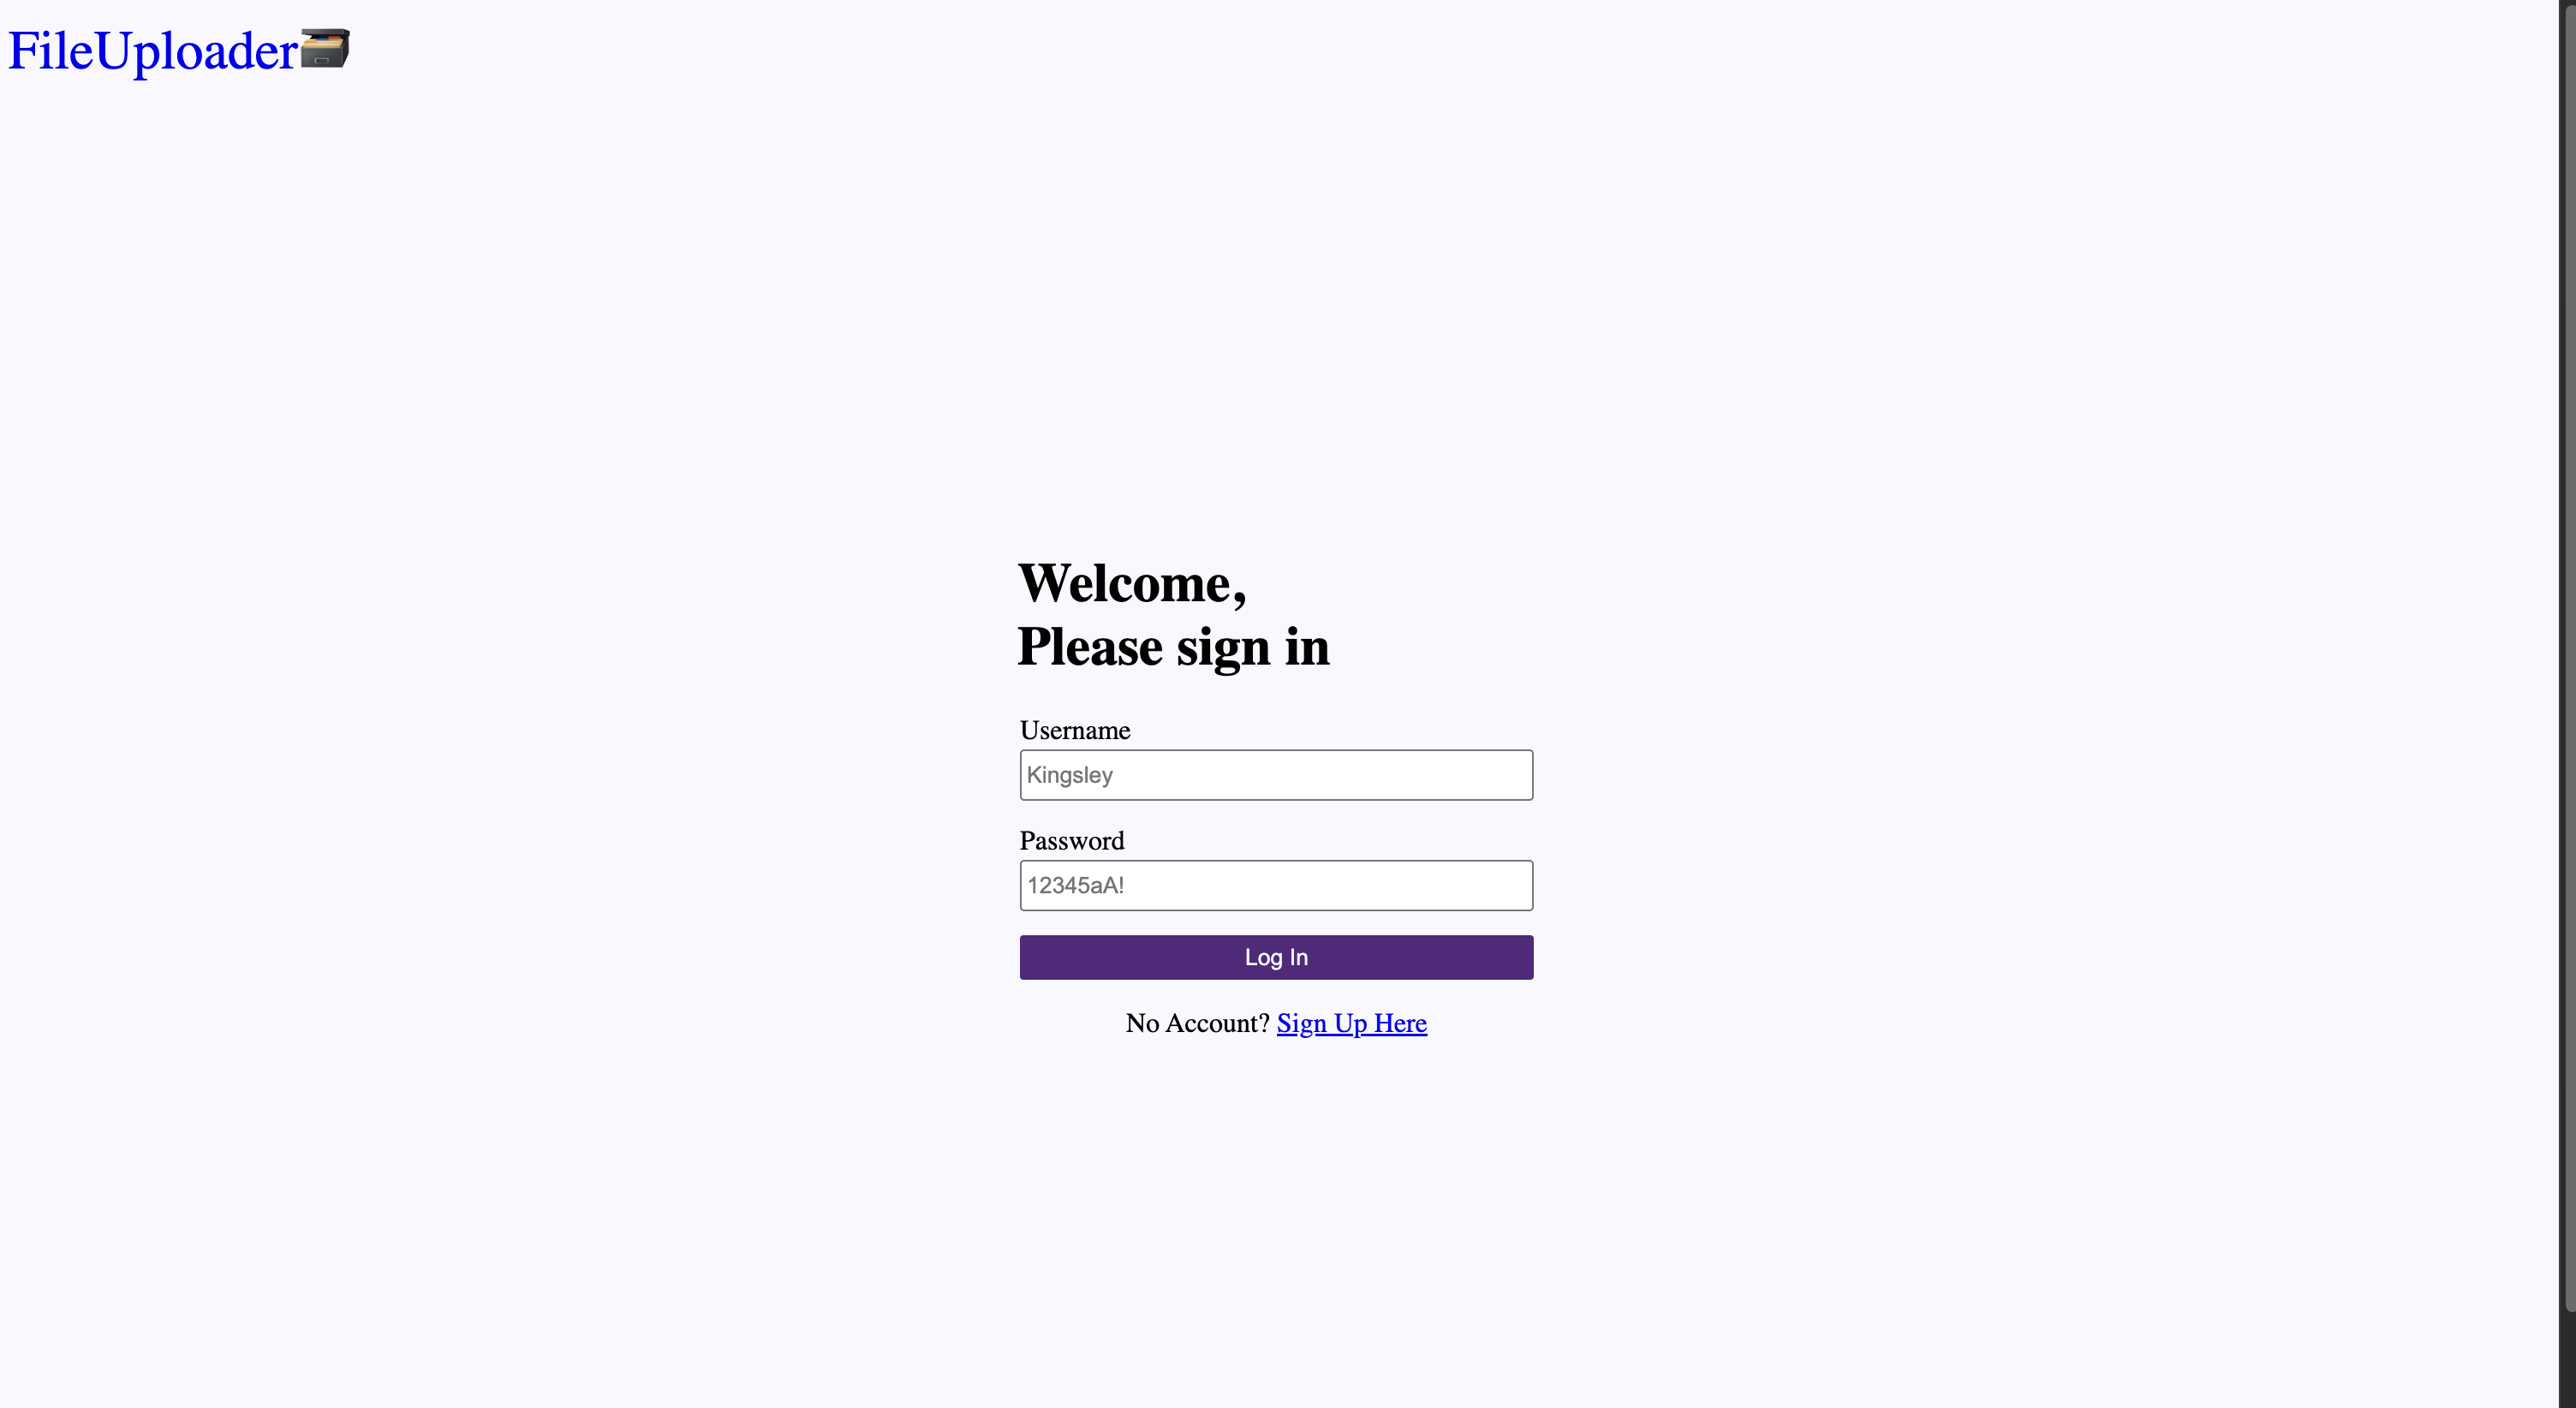 FileUploader🗃️
Welcome,
Please sign in
Username
Kingsley
Password
12345aA!
Log In
No Account? Sign Up Here